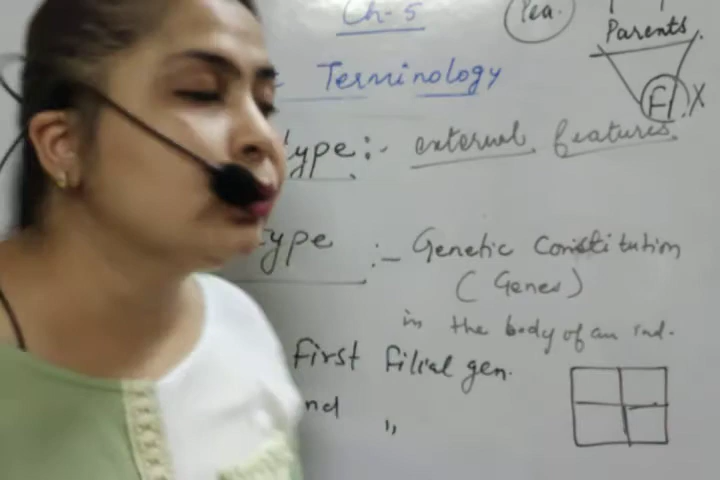 Ch-5
Pea.
Parents
Terminology
F1 X
ype:- external features.
type :- Genetic Constitution
(Genes)
in the body of an ind.
First filial gen.
nd "